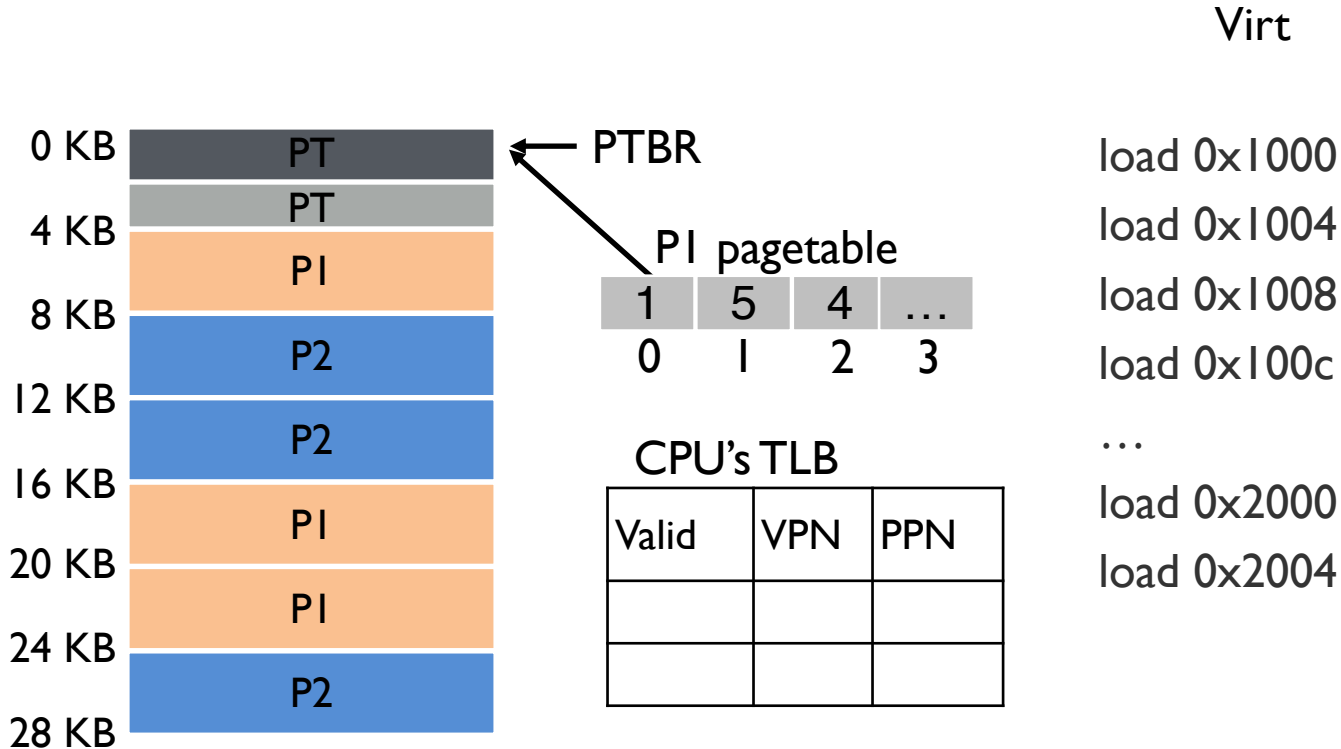 Virt
0 KB
PT
PTBR
PT
4 KB
P1
8 KB
P2
12 KB
P2
16 KB
P1
20 KB
P1
24 KB
P2
28 KB
P1 pagetable
1 5 4 …
0 1 2 3
CPU's TLB
Valid VPN PPN
load 0x1000
load 0x1004
load 0x1008
load 0x100c
…
load 0x2000
load 0x2004